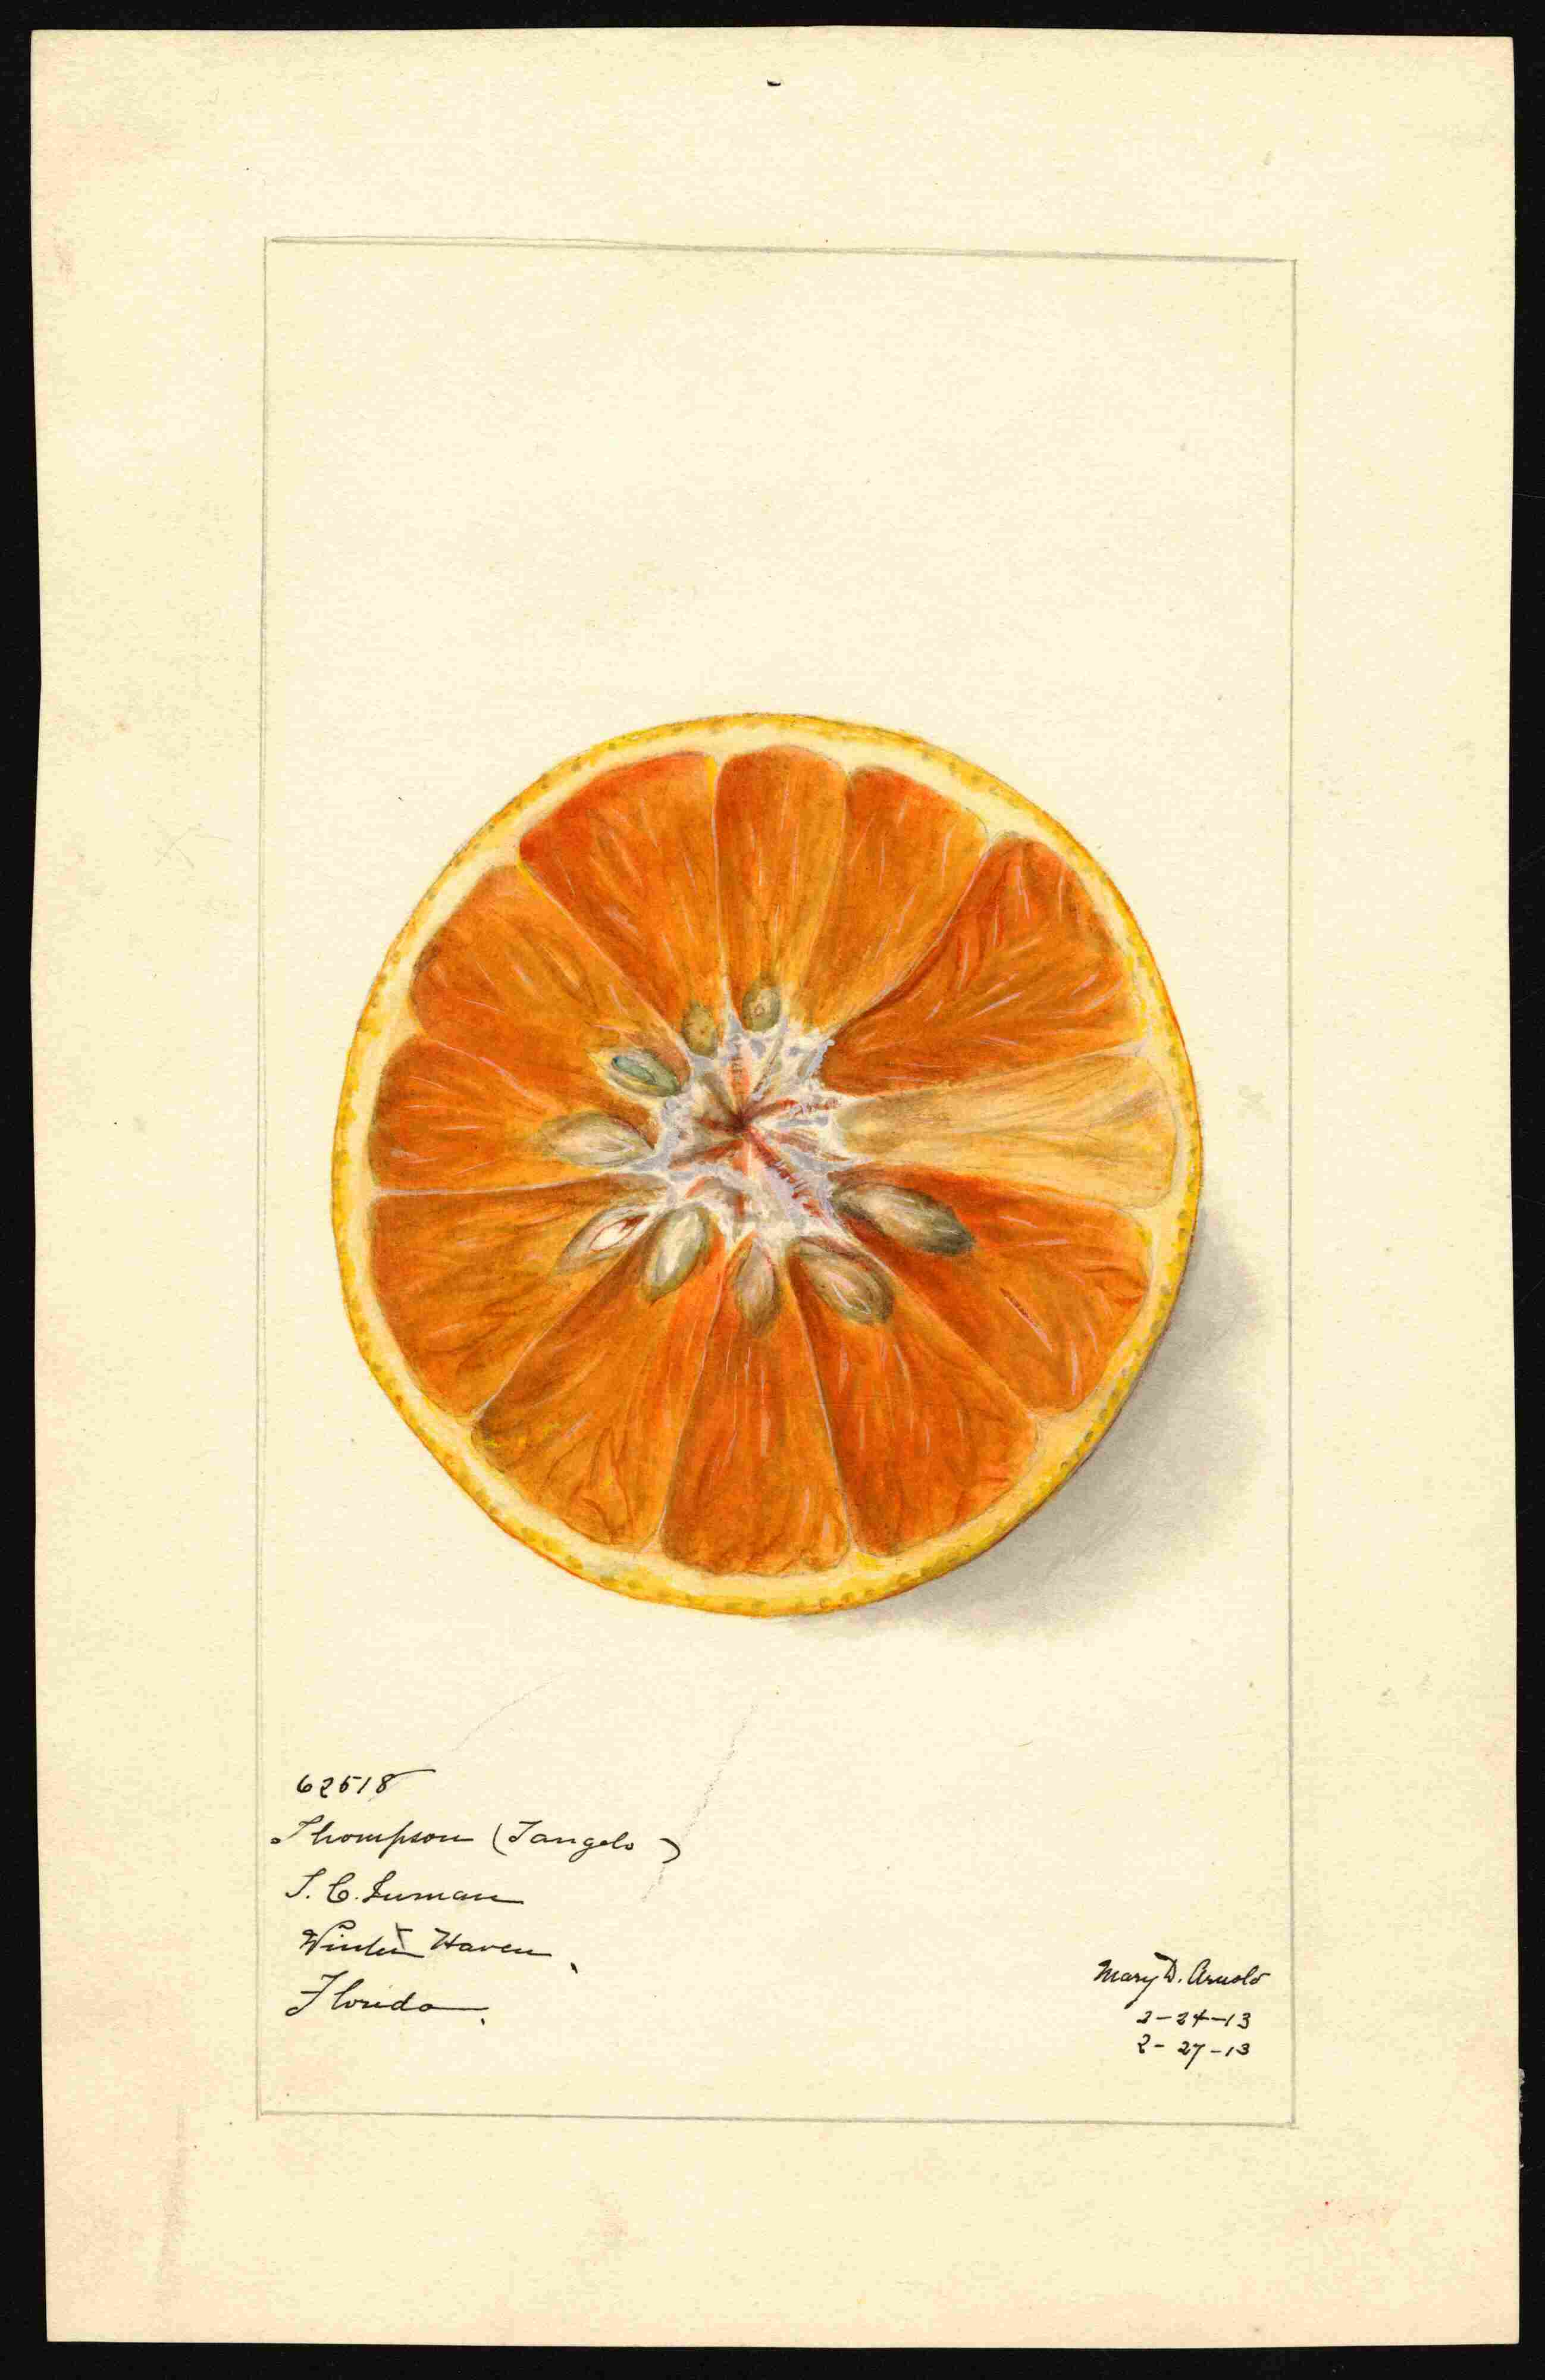 62518
Thompson (Tangelo)
S. C. Inman
Winter Haven,
Florida.
Mary D. Arnold
2-24-13
2-27-13